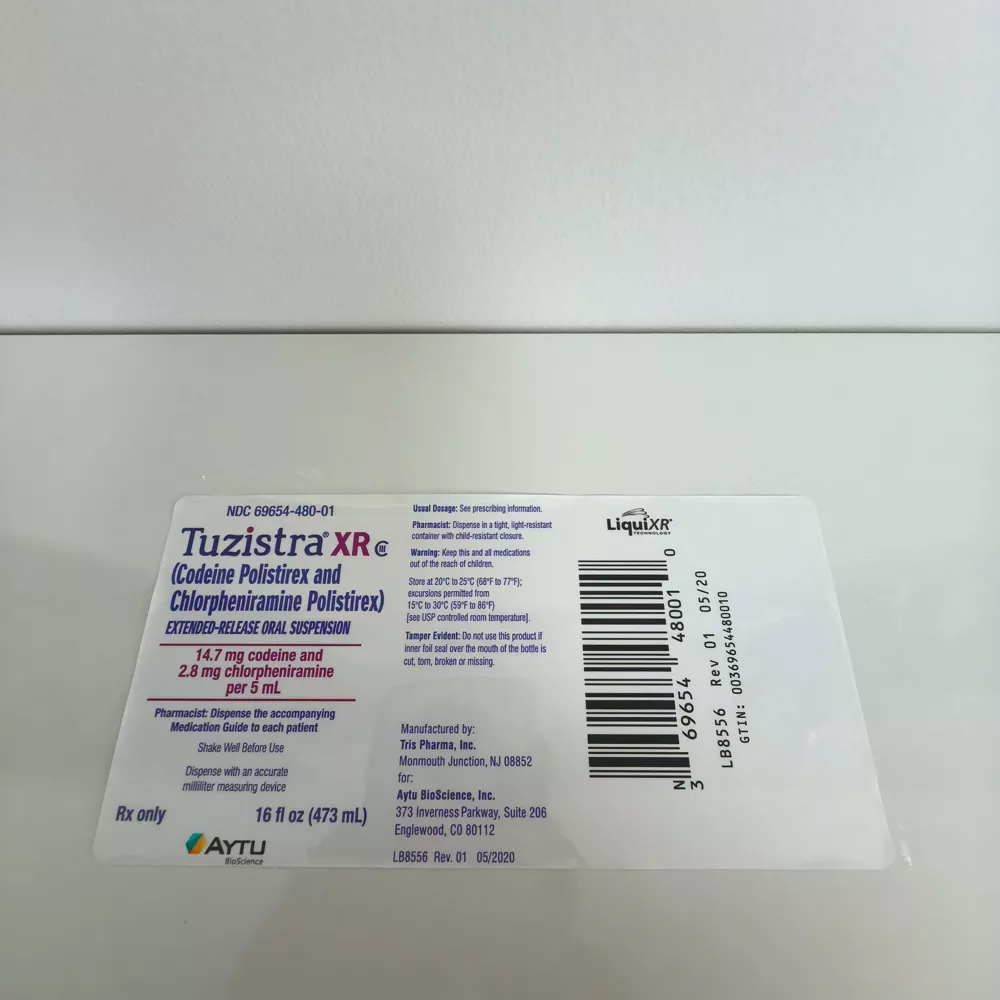 NDC 69654-480-01
Tuzistra® XR CIII
(Codeine Polistirex and
Chlorpheniramine Polistirex)
EXTENDED-RELEASE ORAL SUSPENSION
14.7 mg codeine and
2.8 mg chlorpheniramine
per 5 mL
Pharmacist: Dispense the accompanying
Medication Guide to each patient
Shake Well Before Use
Dispense with an accurate
milliliter measuring device
Rx only
16 fl oz (473 mL)
AYTU
BioScience
Usual Dosage: See prescribing information.
Pharmacist: Dispense in a tight, light-resistant
container with child-resistant closure.
Warning: Keep this and all medications
out of the reach of children.
Store at 20°C to 25°C (68°F to 77°F);
excursions permitted from
15°C to 30°C (59°F to 86°F)
[see USP controlled room temperature].
Tamper Evident: Do not use this product if
inner foil seal over the mouth of the bottle is
cut, torn, broken or missing.
Manufactured by:
Tris Pharma, Inc.
Monmouth Junction, NJ 08852
for:
Aytu BioScience, Inc.
373 Inverness Parkway, Suite 206
Englewood, CO 80112
LB8556 Rev. 01 05/2020
LiquiXR®
TECHNOLOGY
N
3 69654 48001 0
LB8556 Rev 01 05/20
GTIN: 00369654480010